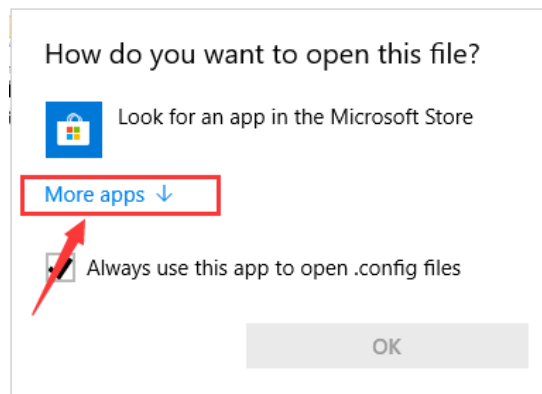 How do you want to open this file?
Look for an app in the Microsoft Store
More apps ↓
Always use this app to open .config files
OK